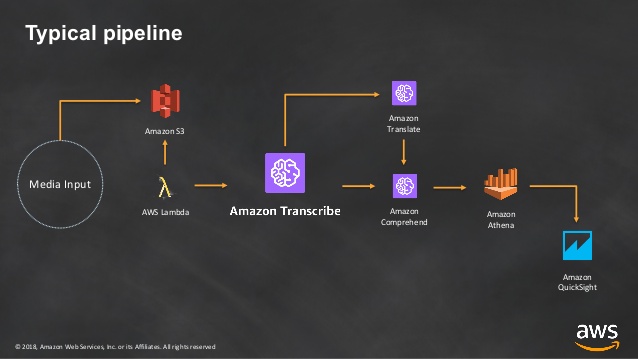 Typical pipeline
Amazon S3
Media Input
AWS Lambda
Amazon Transcribe
Amazon
Translate
Amazon
Comprehend
Amazon
Athena
Amazon
QuickSight
© 2018, Amazon Web Services, Inc. or its Affiliates. All rights reserved
aws